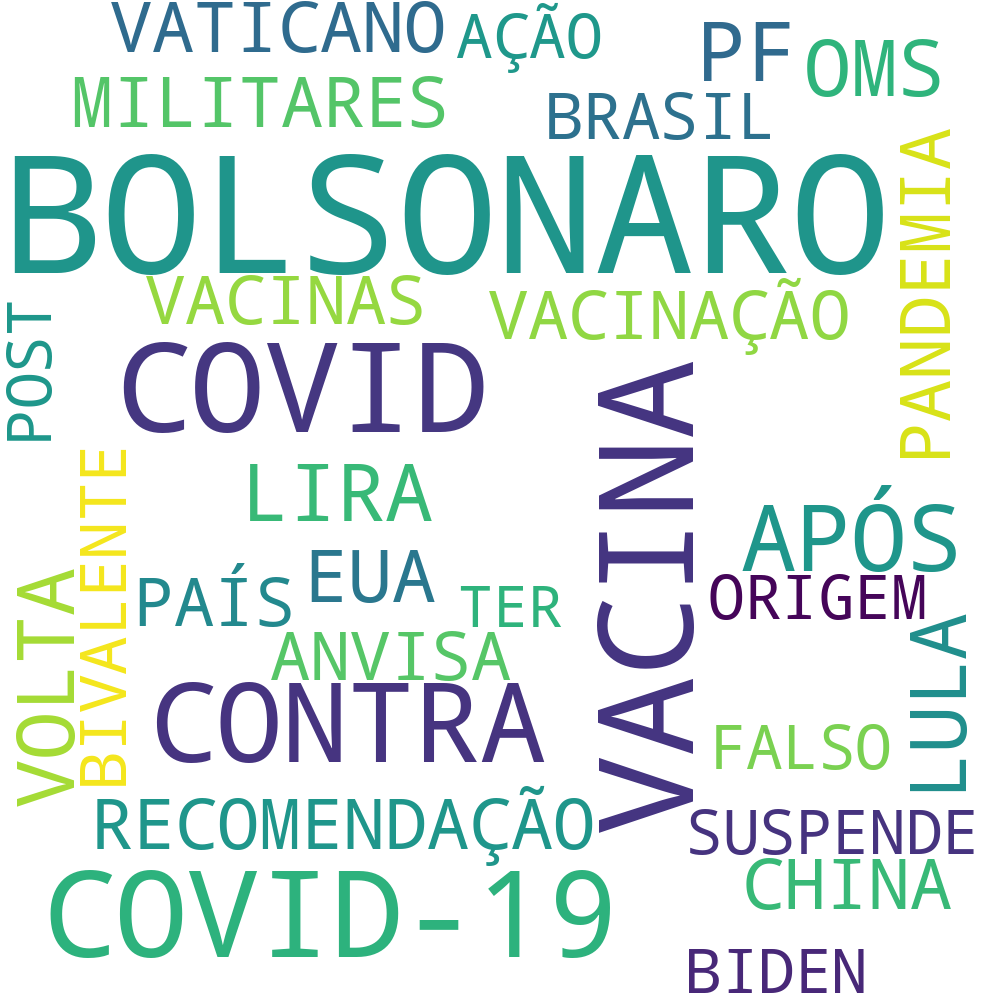 VATICANO
AÇÃO
PF
OMS
MILITARES
BRASIL
BOLSONARO
PANDEMIA
VACINAS
VACINAÇÃO
POST
COVID
VACINA
LIRA
APÓS
BIVALENTE
EUA
PAÍS
TER
ORIGEM
VOLTA
ANVISA
LULA
CONTRA
FALSO
RECOMENDAÇÃO
SUSPENDE
CHINA
COVID-19
BIDEN